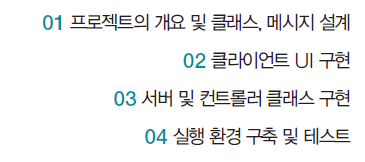 01 프로젝트의 개요 및 클래스, 메시지 설계
02 클라이언트 UI 구현
03 서버 및 컨트롤러 클래스 구현
04 실행 환경 구축 및 테스트